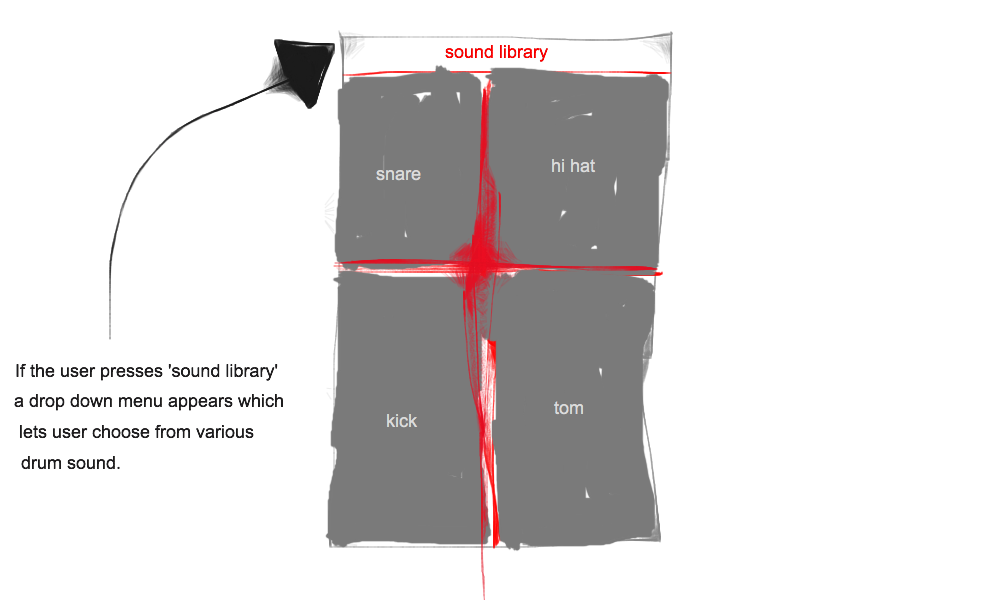 sound library
snare
hi hat
kick
tom
If the user presses 'sound library'
a drop down menu appears which
lets user choose from various
drum sound.